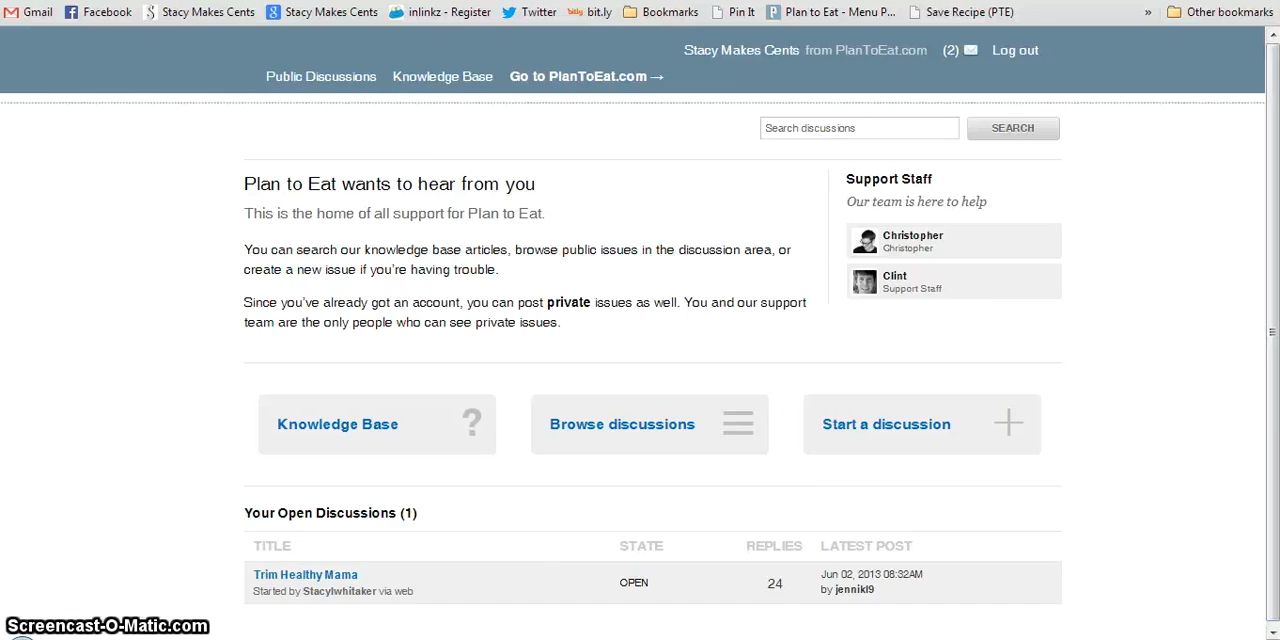 Gmail Facebook Stacy Makes Cents Stacy Makes Cents inlinkz - Register Twitter bit.ly Bookmarks Pin It Plan to Eat - Menu P... Save Recipe (PTE) » Other bookmarks
Stacy Makes Cents from PlanToEat.com (2) Log out
Public Discussions Knowledge Base Go to PlanToEat.com →
Search discussions SEARCH
Plan to Eat wants to hear from you
This is the home of all support for Plan to Eat.
You can search our knowledge base articles, browse public issues in the discussion area, or
create a new issue if you're having trouble.
Since you've already got an account, you can post private issues as well. You and our support
team are the only people who can see private issues.
Support Staff
Our team is here to help
Christopher
Christopher
Clint
Support Staff
Knowledge Base ?
Browse discussions
Start a discussion
Your Open Discussions (1)
TITLE STATE REPLIES LATEST POST
Trim Healthy Mama
Started by Stacylwhitaker via web
OPEN
24
Jun 02, 2013 08:32AM
by jennikl9
Screencast-O-Matic.com